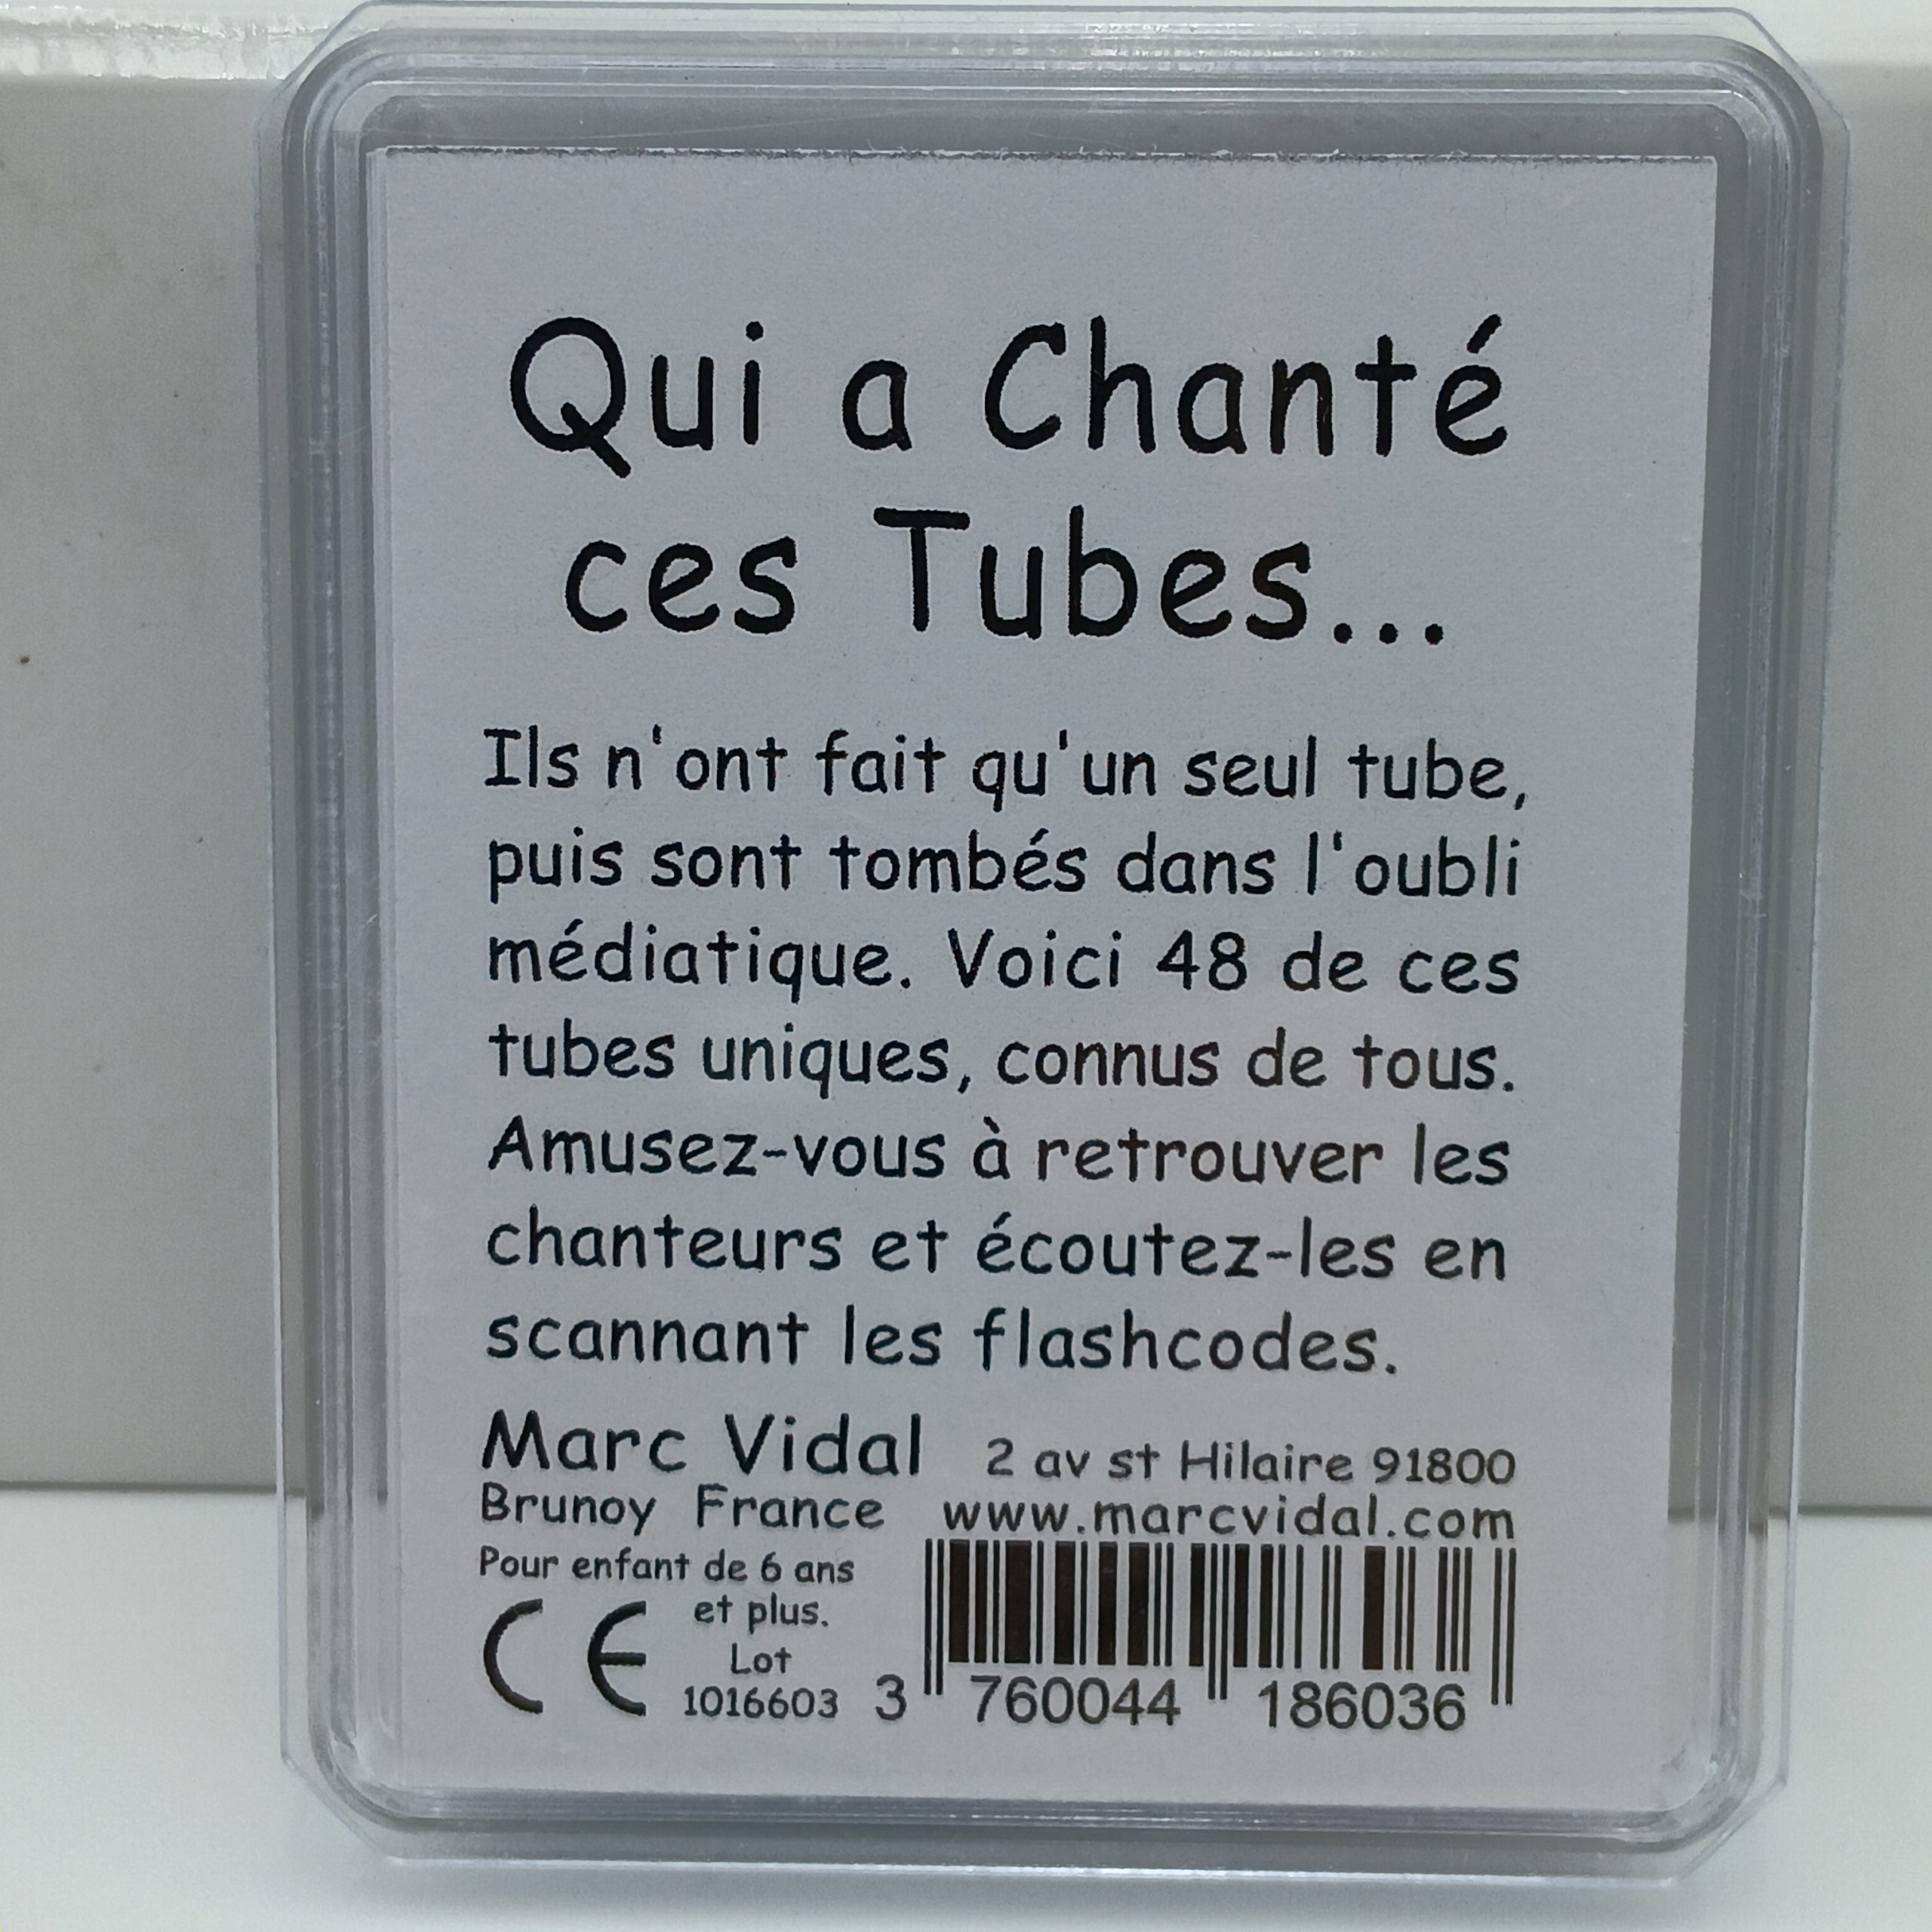 Qui a Chanté
ces Tubes...
Ils n'ont fait qu'un seul tube,
puis sont tombés dans l'oubli
médiatique. Voici 48 de ces
tubes uniques, connus de tous.
Amusez-vous à retrouver les
chanteurs et écoutez-les en
scannant les flashcodes.
Marc Vidal 2 av st Hilaire 91800
Brunoy France www.marcvidal.com
Pour enfant de 6 ans
et plus.
CE
Lot
1016603
3 760044 186036